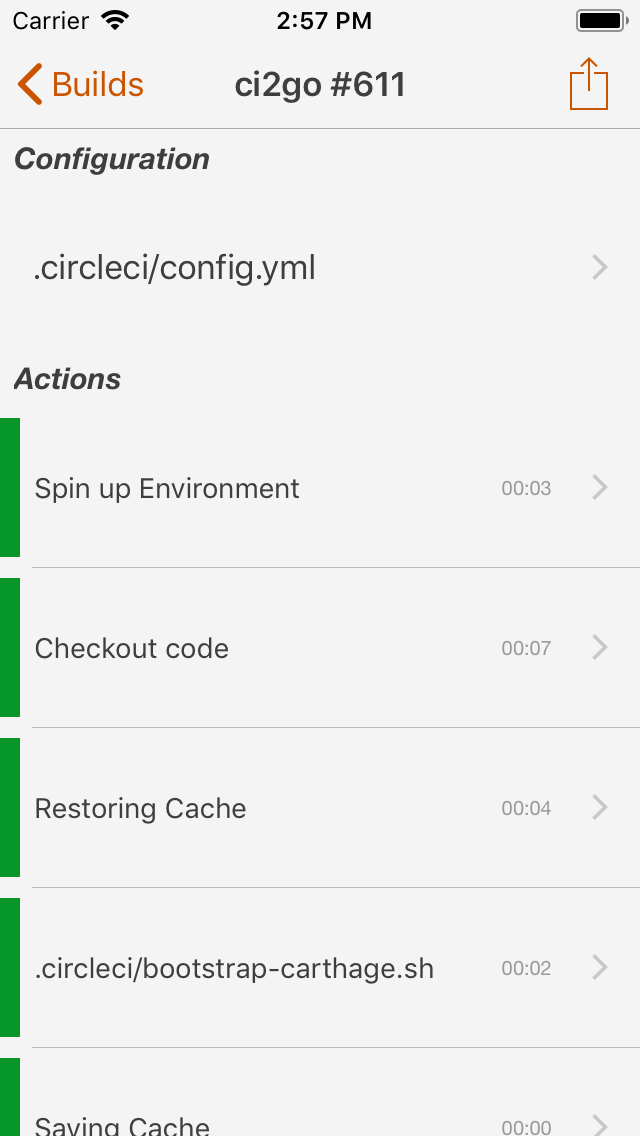 Carrier 2:57 PM
Builds ci2go #611
Configuration
.circleci/config.yml
Actions
Spin up Environment 00:03
Checkout code 00:07
Restoring Cache 00:04
.circleci/bootstrap-carthage.sh 00:02
Saving Cache 00:00